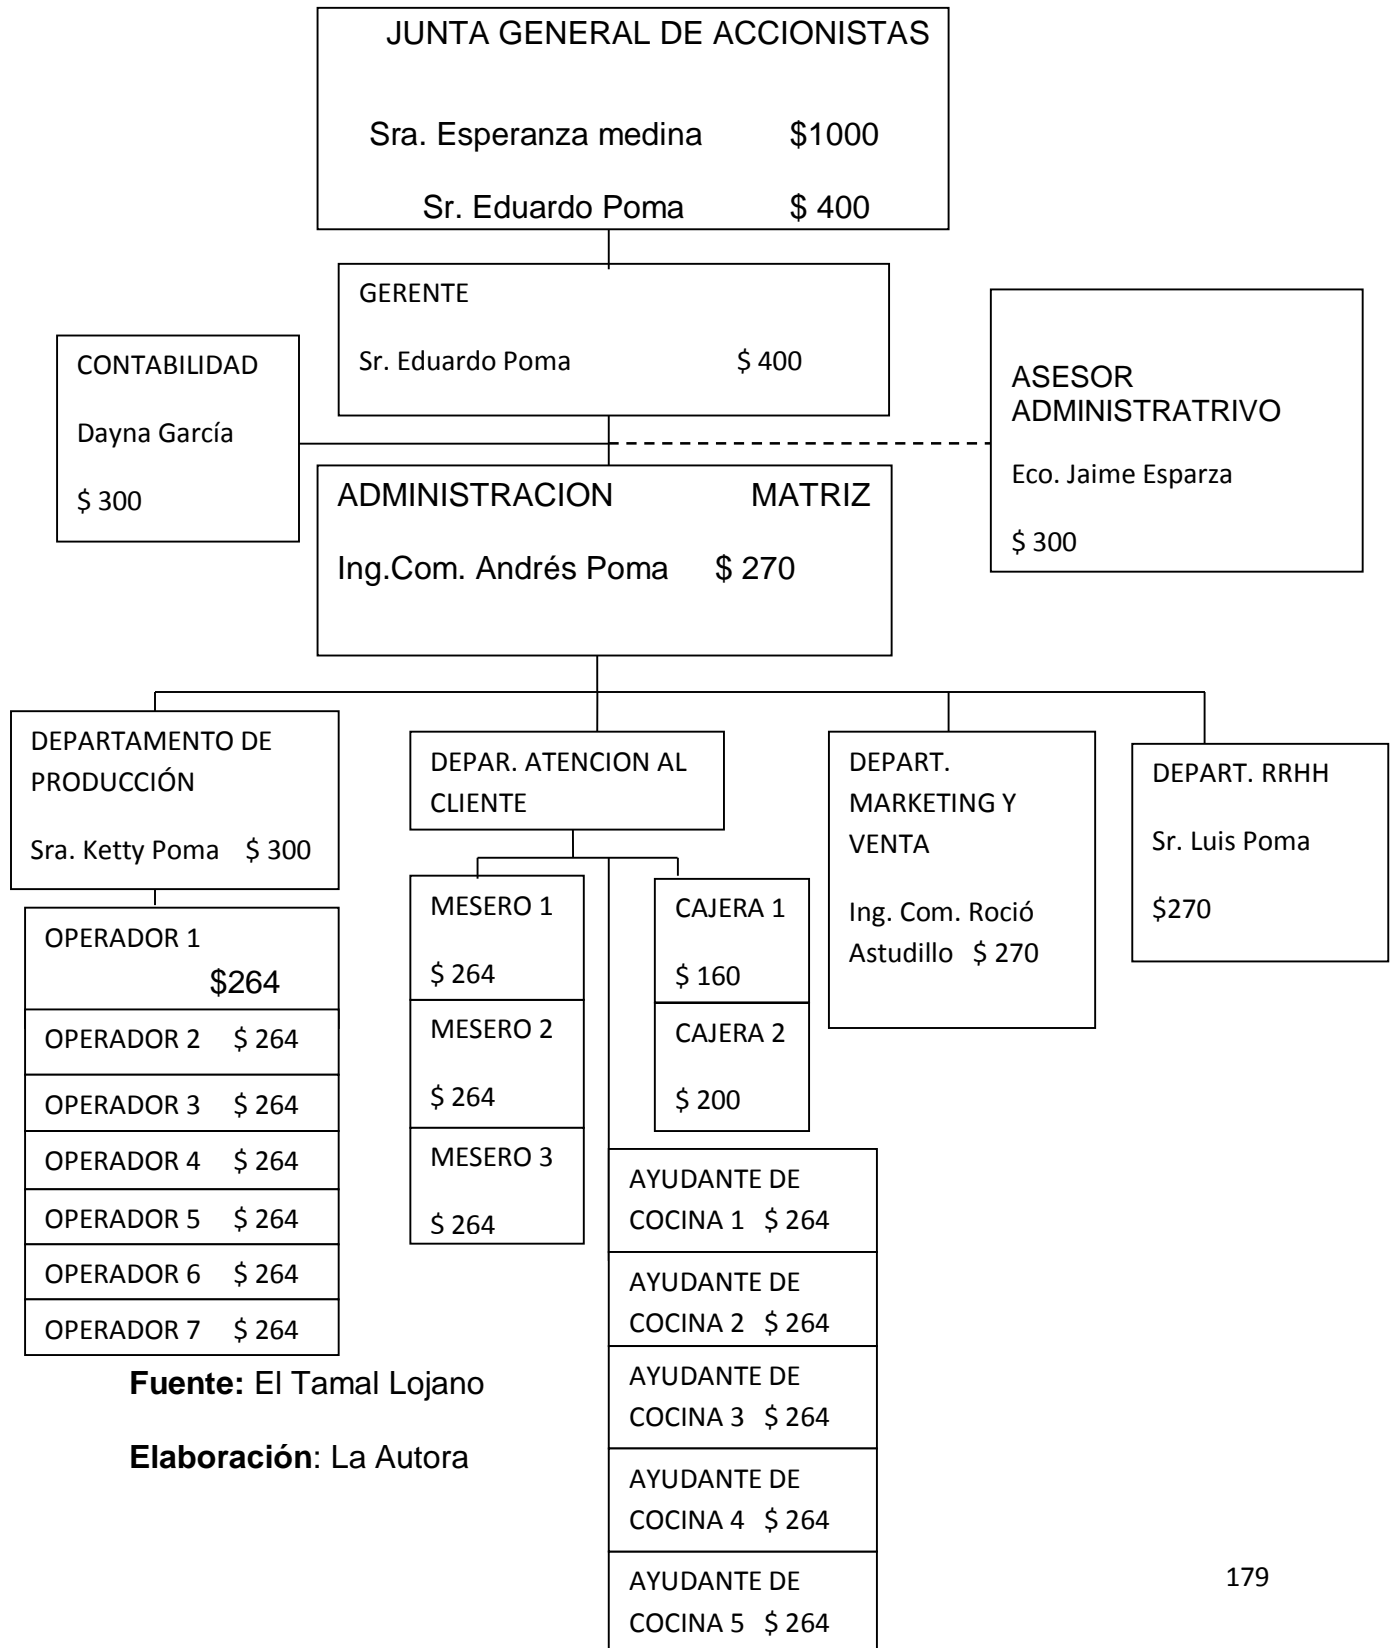 JUNTA GENERAL DE ACCIONISTAS
Sra. Esperanza medina $1000
Sr. Eduardo Poma $ 400
GERENTE
Sr. Eduardo Poma $ 400
CONTABILIDAD
Dayna García
$ 300
ASESOR
ADMINISTRATRIVO
Eco. Jaime Esparza
$ 300
ADMINISTRACION MATRIZ
Ing.Com. Andrés Poma $ 270
DEPARTAMENTO DE
PRODUCCIÓN
Sra. Ketty Poma $ 300
OPERADOR 1
$264
OPERADOR 2 $ 264
OPERADOR 3 $ 264
OPERADOR 4 $ 264
OPERADOR 5 $ 264
OPERADOR 6 $ 264
OPERADOR 7 $ 264
DEPAR. ATENCION AL
CLIENTE
MESERO 1
$ 264
MESERO 2
$ 264
MESERO 3
$ 264
CAJERA 1
$ 160
CAJERA 2
$ 200
AYUDANTE DE
COCINA 1 $ 264
AYUDANTE DE
COCINA 2 $ 264
AYUDANTE DE
COCINA 3 $ 264
AYUDANTE DE
COCINA 4 $ 264
AYUDANTE DE
COCINA 5 $ 264
DEPART.
MARKETING Y
VENTA
Ing. Com. Roció
Astudillo $ 270
DEPART. RRHH
Sr. Luis Poma
$270
Fuente: El Tamal Lojano
Elaboración: La Autora
179